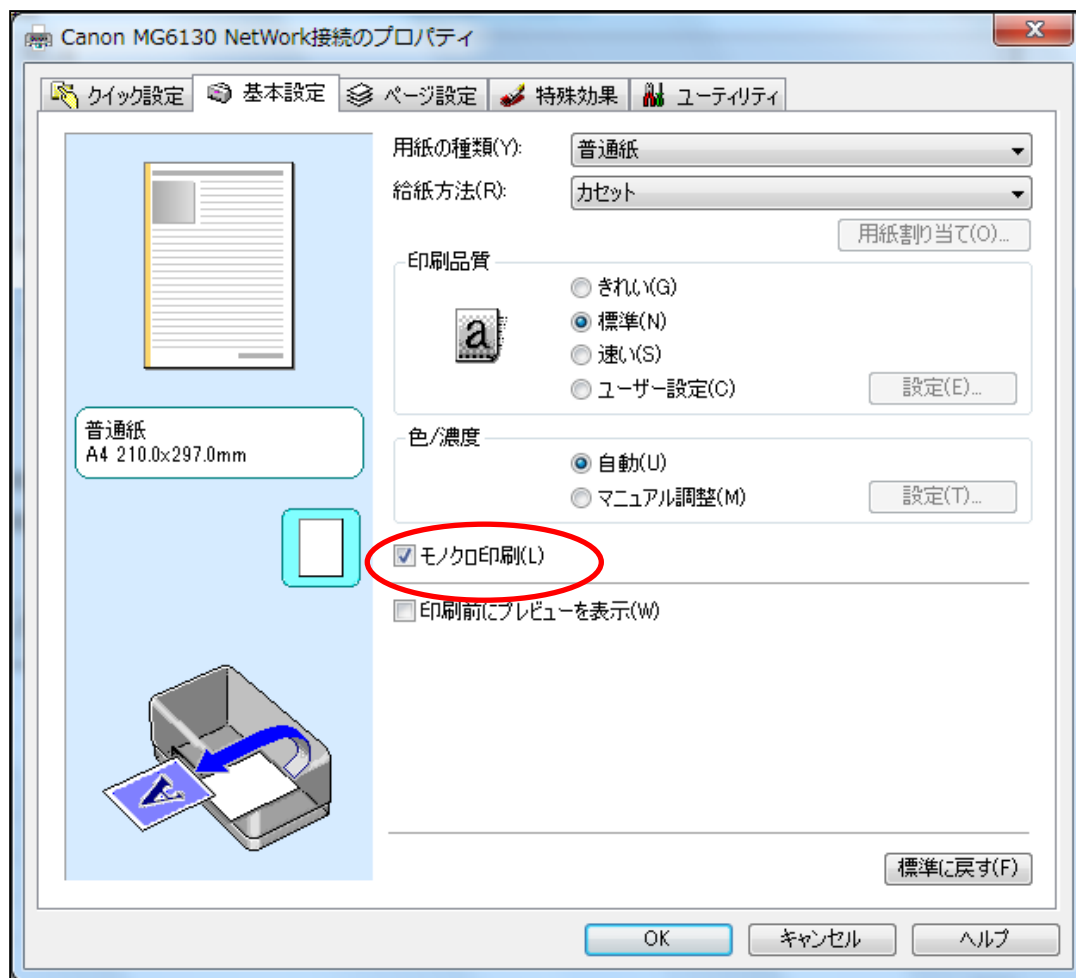 Canon MG6130 NetWork接続のプロパティ
クイック設定 基本設定 ページ設定 特殊効果 ユーティリティ
用紙の種類(Y): 普通紙
給紙方法(R): カセット
用紙割り当て(O)...
印刷品質
きれい(G)
a 標準(N)
速い(S)
ユーザー設定(C) 設定(E)...
普通紙
A4 210.0x297.0mm
色/濃度
自動(U)
マニュアル調整(M) 設定(T)...
モノクロ印刷(L)
印刷前にプレビューを表示(W)
A
標準に戻す(F)
OK キャンセル ヘルプ